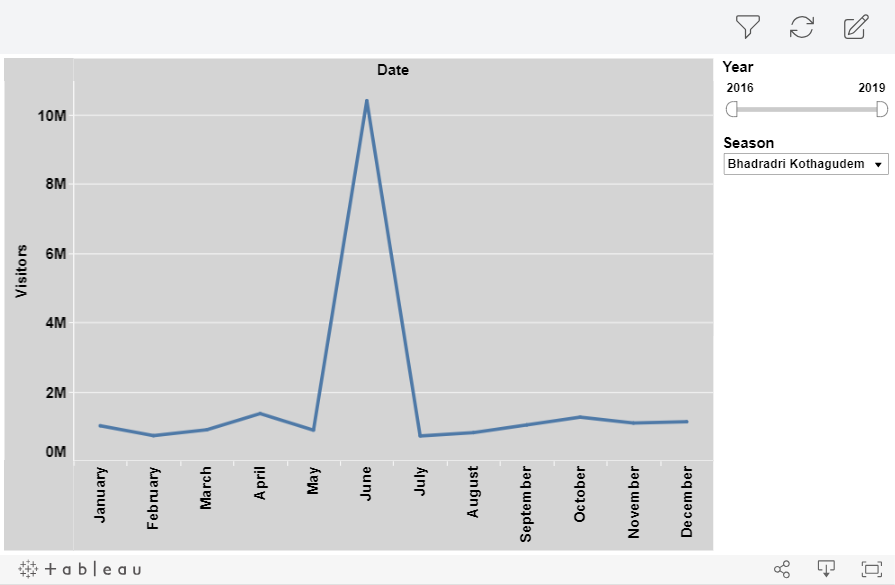 Date
Year
2016 2019
Season
Bhadradri Kothagudem
10M
8M
6M
4M
2M
0M
Visitors
January
February
March
April
May
June
July
August
September
October
November
December
+ a b l e a u